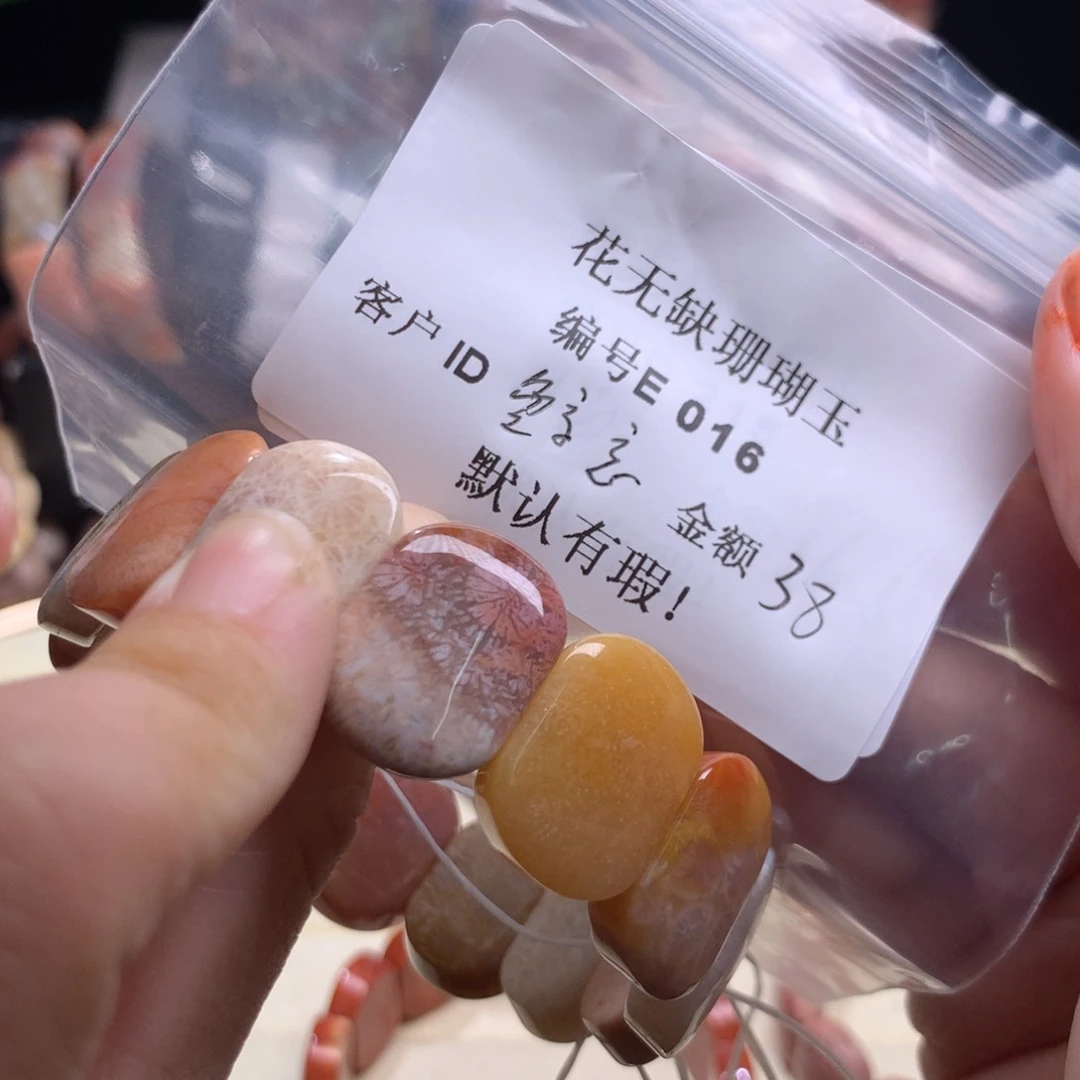 花无缺珊瑚玉
编号E 016
客户ID 金额 38
默认有瑕!